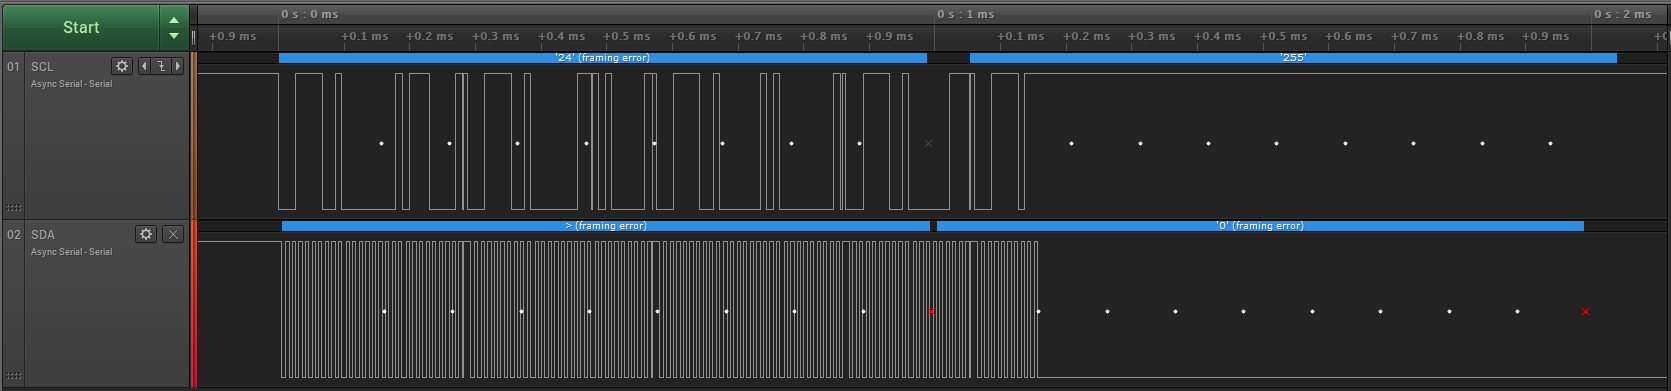 Start
0 s : 0 ms
0 s : 1 ms
0 s : 2 ms
+0.9 ms
+0.1 ms
+0.2 ms
+0.3 ms
+0.4 ms
+0.5 ms
+0.6 ms
+0.7 ms
+0.8 ms
+0.9 ms
+0.1 ms
+0.2 ms
+0.3 ms
+0.4 ms
+0.5 ms
+0.6 ms
+0.7 ms
+0.8 ms
+0.9 ms
01 SCL
Async Serial - Serial
'24' (framing error)
'255'
02 SDA
Async Serial - Serial
> (framing error)
'0' (framing error)